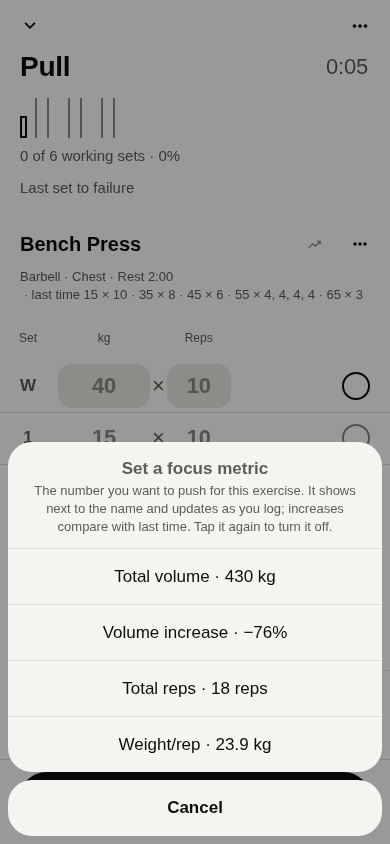 Pull
0:05
0 of 6 working sets · 0%
Last set to failure
Bench Press
Barbell · Chest · Rest 2:00
· last time 15 × 10 · 35 × 8 · 45 × 6 · 55 × 4, 4, 4, 4 · 65 × 3
Set kg Reps
W 40 × 10
1 15 × 10
Set a focus metric
The number you want to push for this exercise. It shows
next to the name and updates as you log; increases
compare with last time. Tap it again to turn it off.
Total volume · 430 kg
Volume increase · −76%
Total reps · 18 reps
Weight/rep · 23.9 kg
Cancel